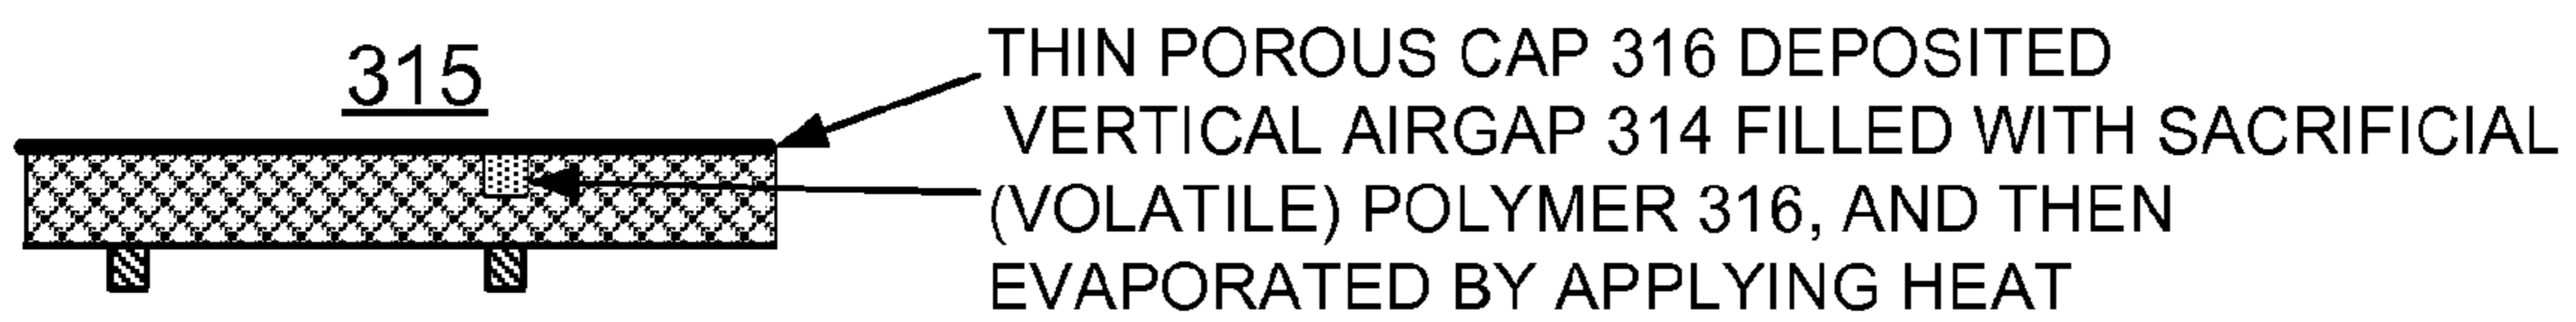 315
THIN POROUS CAP 316 DEPOSITED
VERTICAL AIRGAP 314 FILLED WITH SACRIFICIAL
(VOLATILE) POLYMER 316, AND THEN
EVAPORATED BY APPLYING HEAT